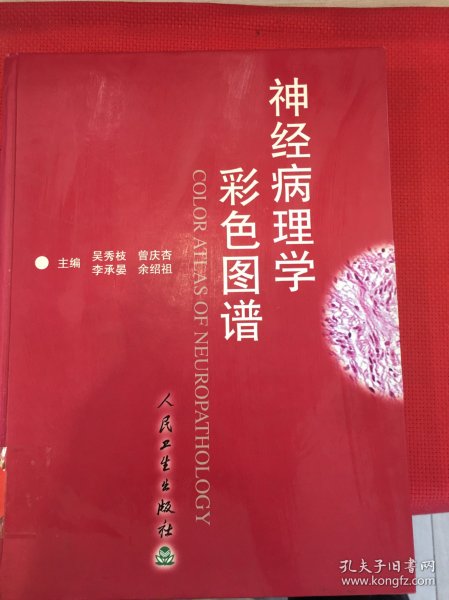 神经病理学
彩色图谱
COLOR ATLAS OF NEUROPATHOLOGY
主编
吴秀枝 曾庆杏
李承晏 余绍祖
人民卫生出版社
孔夫子旧书网
www.kongfz.com